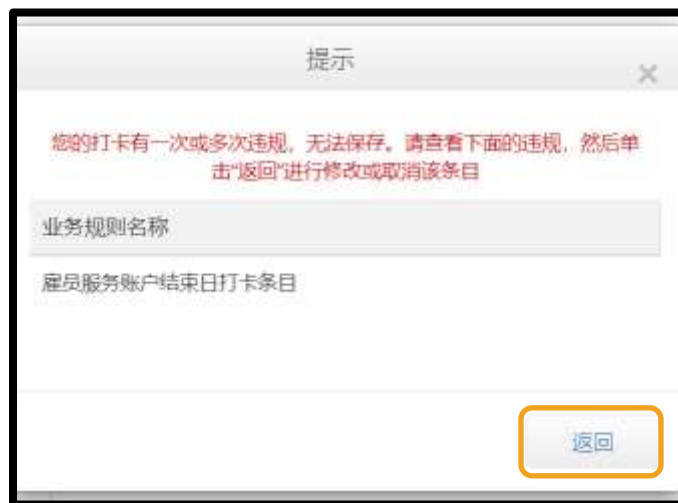 提示
×
您的打卡有一次或多次违规，无法保存。请查看下面的违规，然后单
击“返回”进行修改或取消该条目
业务规则名称
雇员服务账户结束日打卡条目
返回